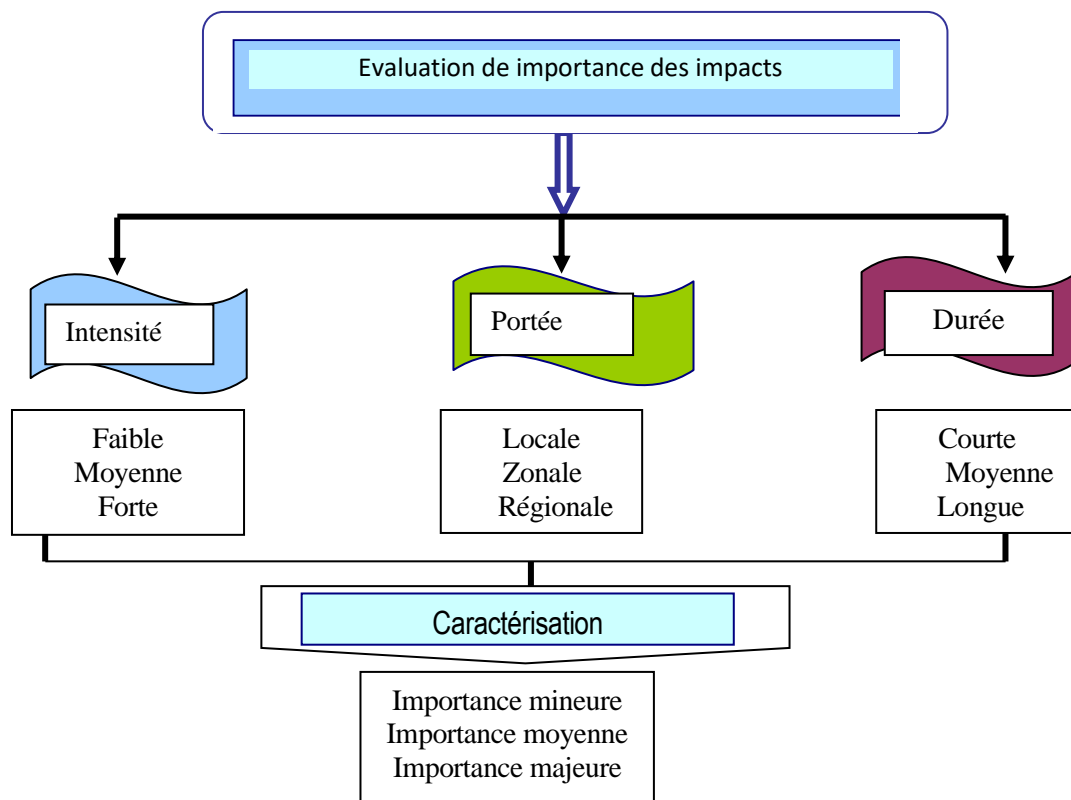 Evaluation de importance des impacts
Intensité
Portée
Durée
Faible
Moyenne
Forte
Locale
Zonale
Régionale
Courte
Moyenne
Longue
Caractérisation
Importance mineure
Importance moyenne
Importance majeure